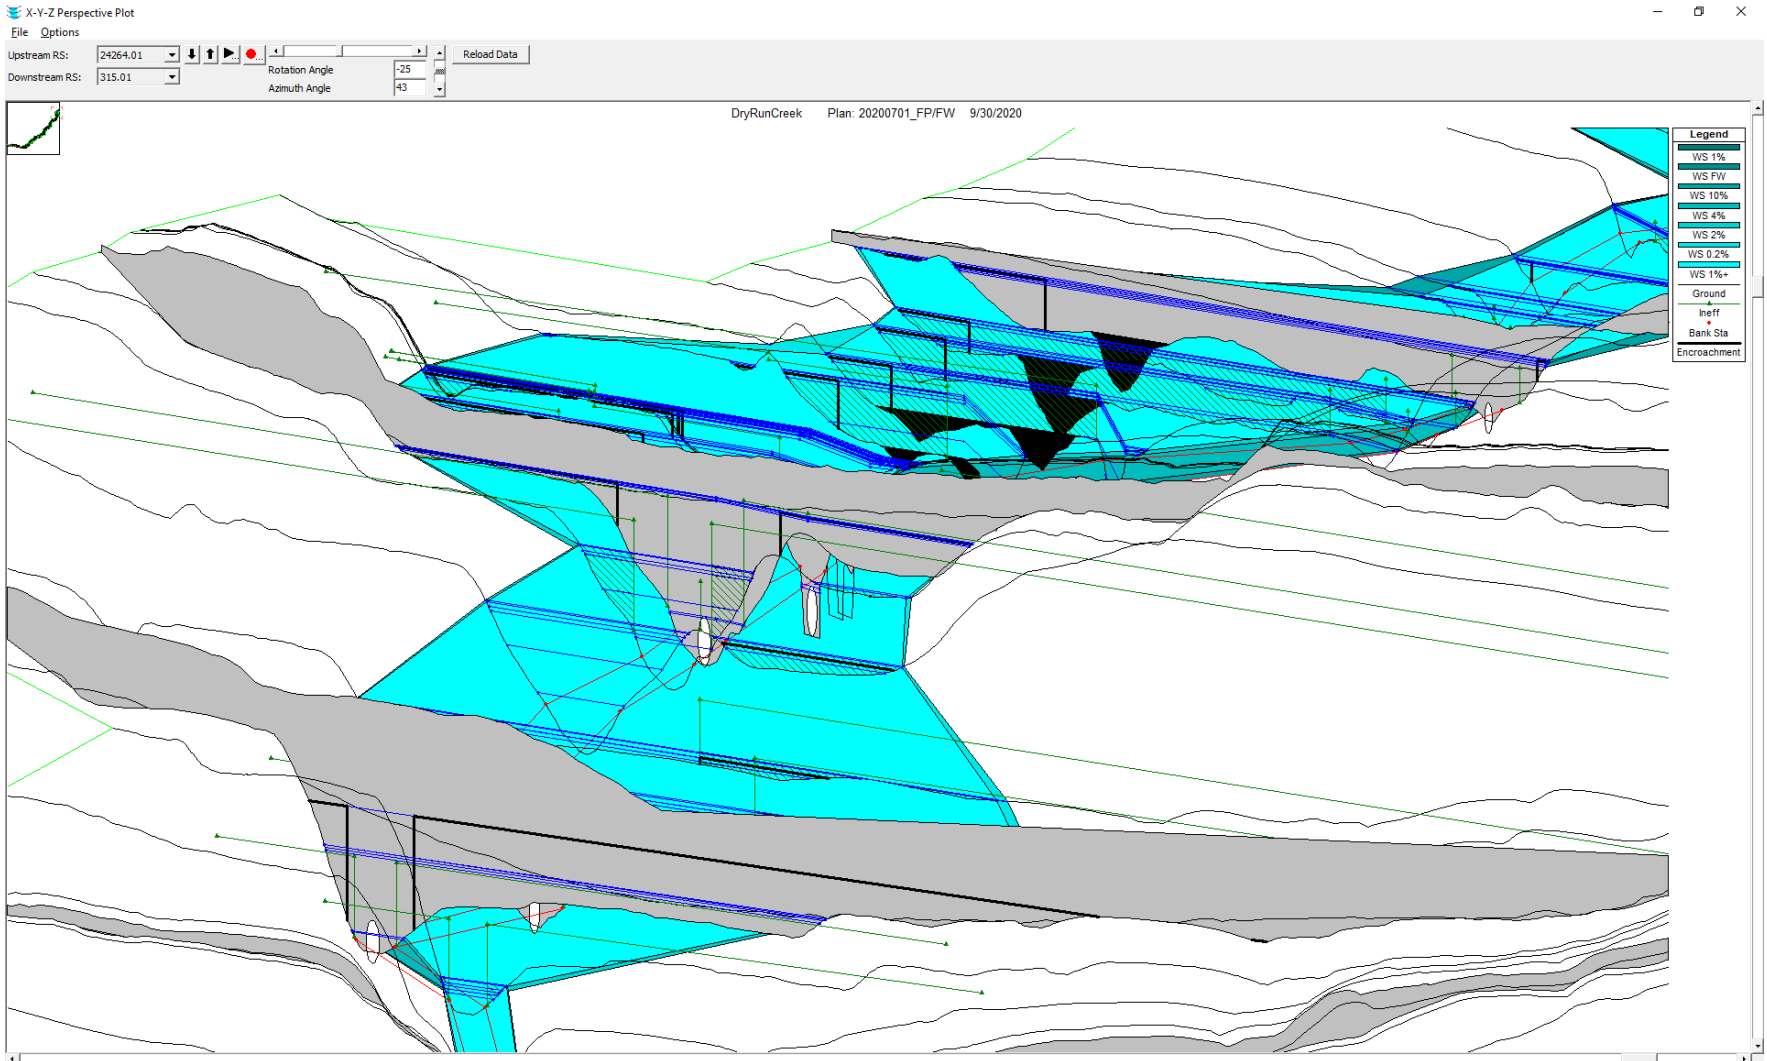 X-Y-Z Perspective Plot
File Options
Upstream RS: 24264.01
Reload Data
Rotation Angle -25
Downstream RS: 315.01
Azimuth Angle 43
DryRunCreek Plan: 20200701_FP/FW 9/30/2020
Legend
WS 1%
WS FW
WS 10%
WS 4%
WS 2%
WS 0.2%
WS 1%+
Ground
Ineff
Bank Sta
Encroachment